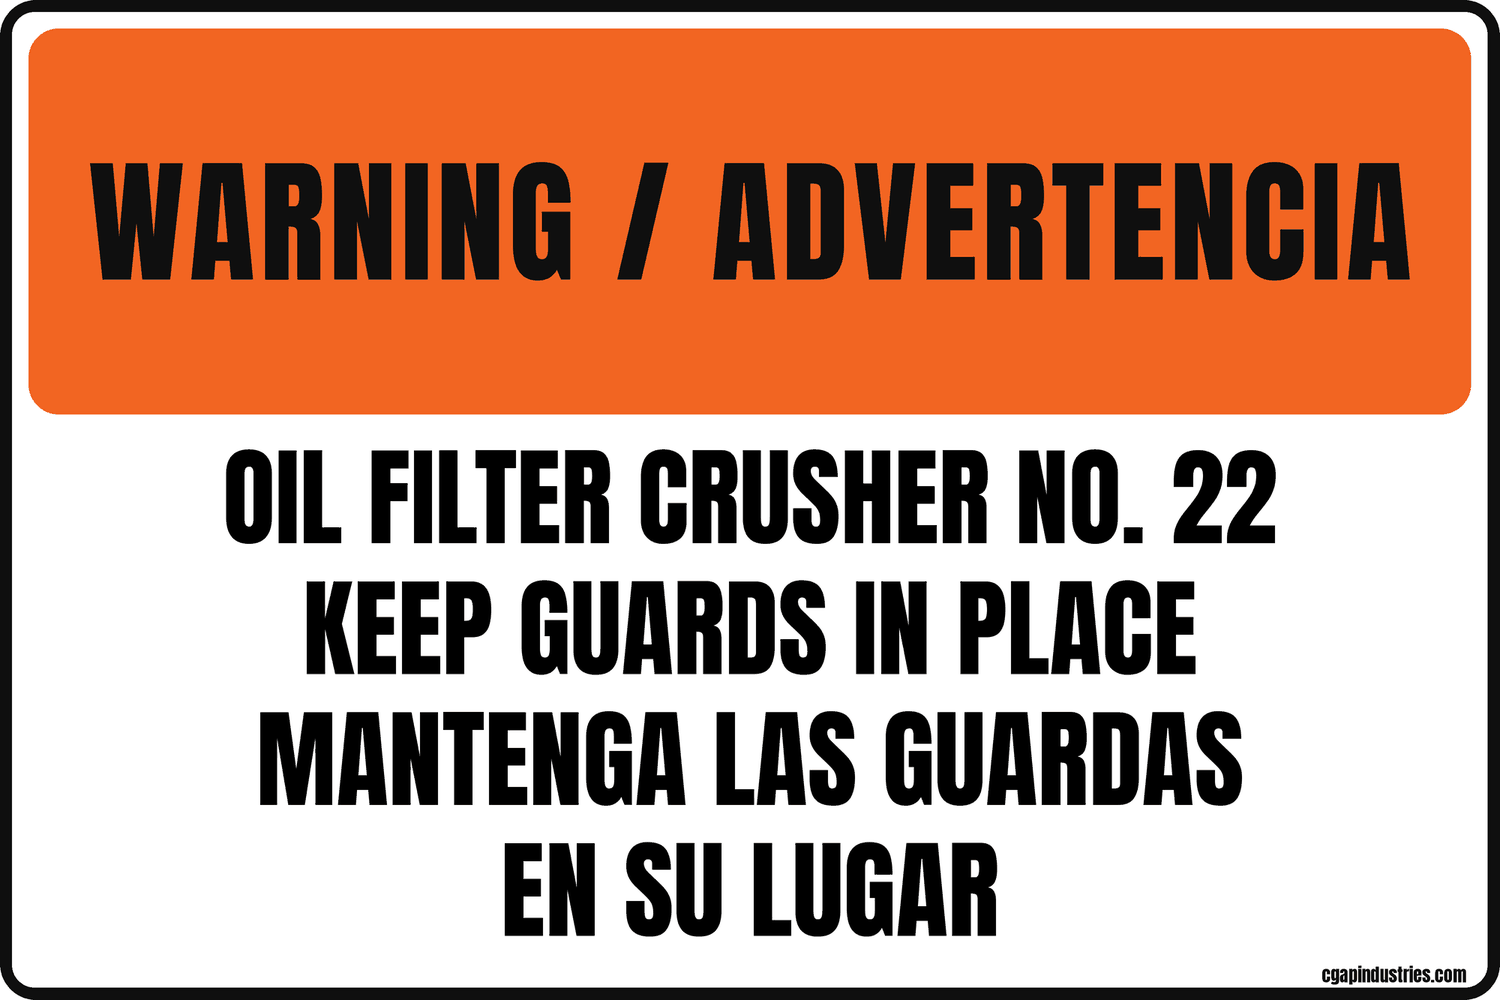 WARNING / ADVERTENCIA
OIL FILTER CRUSHER NO. 22
KEEP GUARDS IN PLACE
MANTENGA LAS GUARDAS
EN SU LUGAR
cgapindustries.com